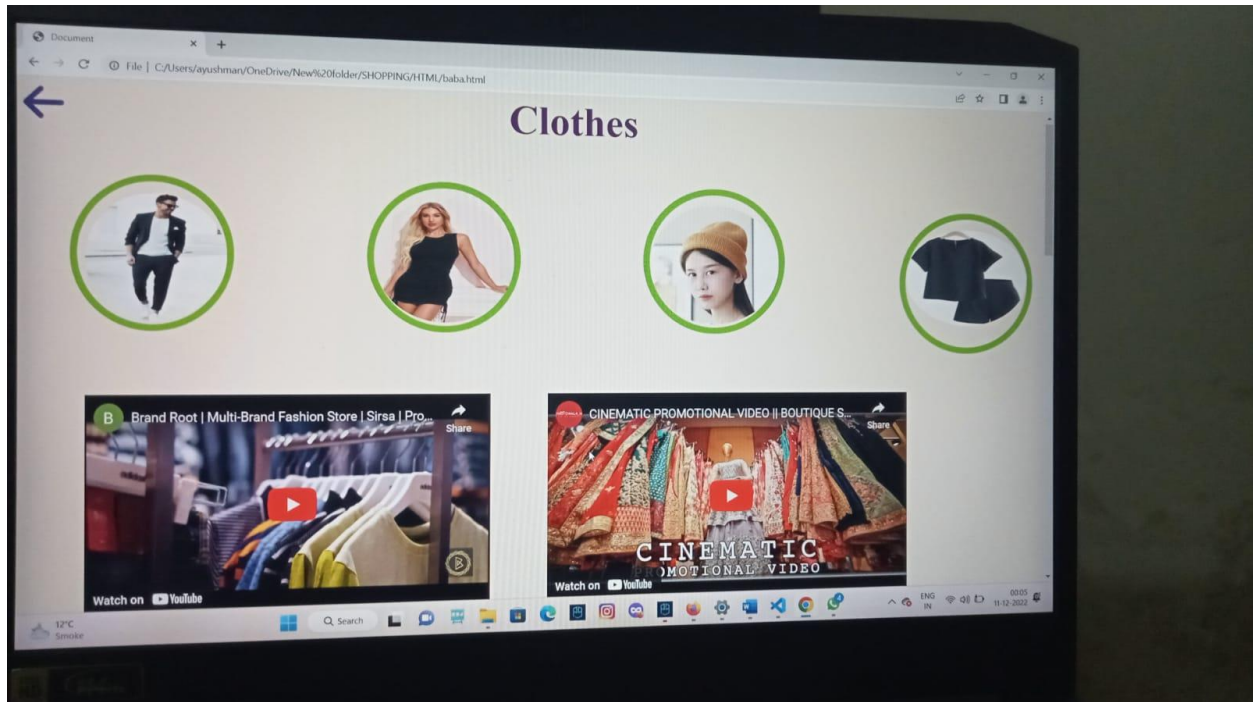 Document
File | C:/Users/ayushman/OneDrive/New%20folder/SHOPPING/HTML/baba.html
Clothes
B
Brand Root | Multi-Brand Fashion Store | Sirsa | Pro...
Share
Watch on YouTube
CINEMATIC PROMOTIONAL VIDEO || BOUTIQUE S...
Share
CINEMATIC
PROMOTIONAL VIDEO
Watch on YouTube
12°C
Smoke
Search
ENG
IN
00:05
11-12-2022